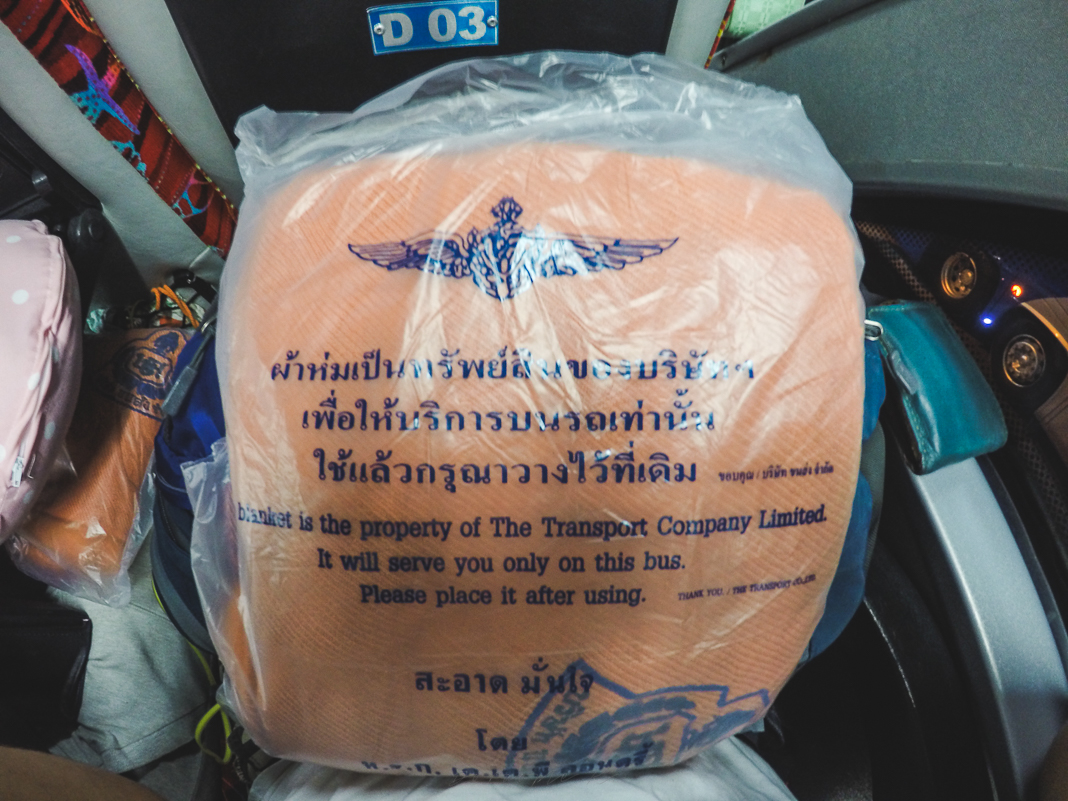 D 03
ผ้าห่มเป็นทรัพย์สินของบริษัทฯ
เพื่อให้บริการบนรถเท่านั้น
ใช้แล้วกรุณาวางไว้ที่เดิม
ขอบคุณ / บริษัท ขนส่ง จำกัด
blanket is the property of The Transport Company Limited.
It will serve you only on this bus.
Please place it after using.
THANK YOU. / THE TRANSPORT CO.,LTD.
สะอาด มั่นใจ
โดย